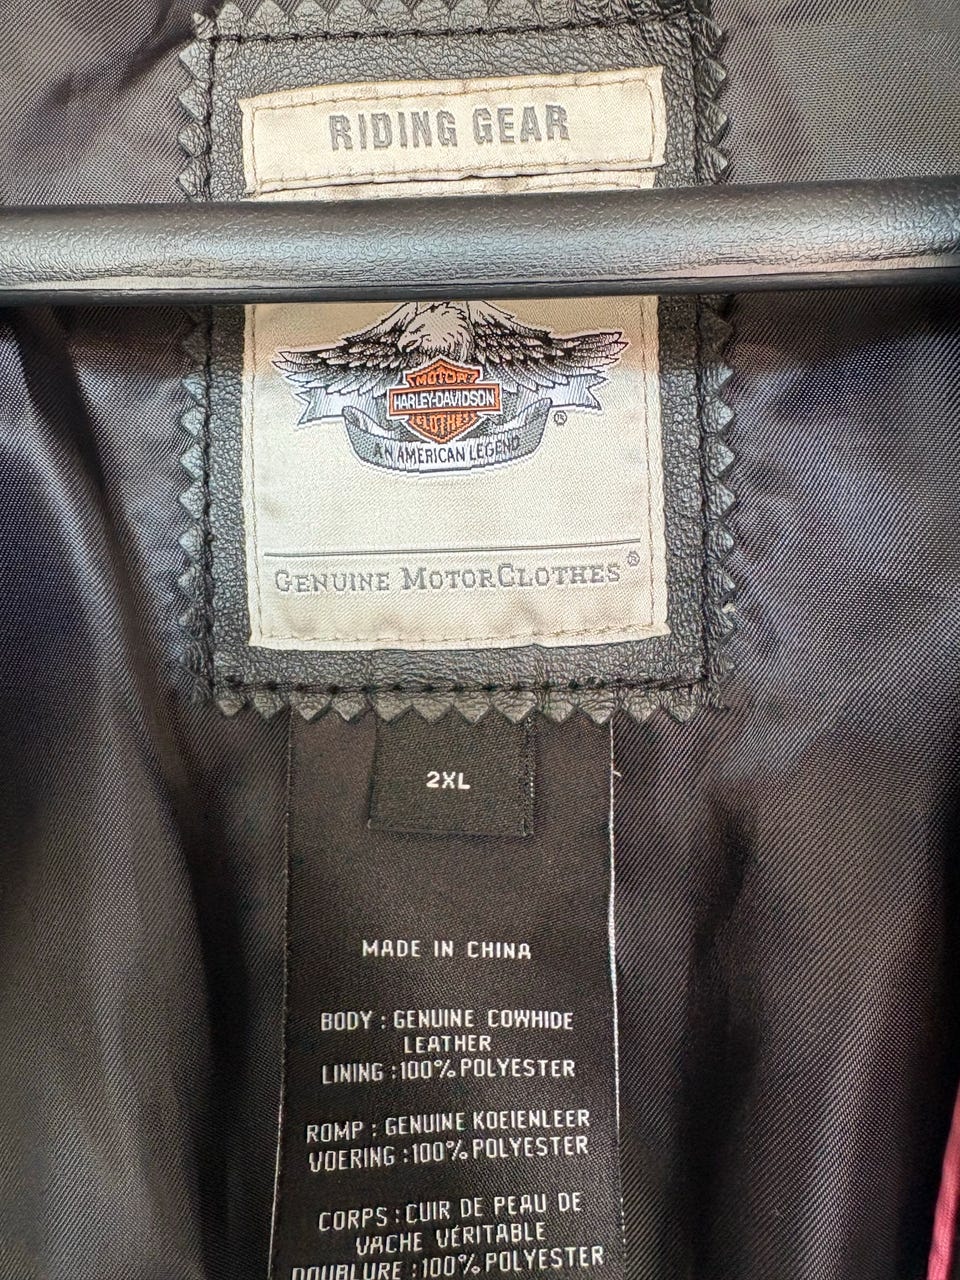 RIDING GEAR
MOTOR
HARLEY-DAVIDSON
CLOTHES
®
AN AMERICAN LEGEND
GENUINE MOTORCLOTHES®
2XL
MADE IN CHINA
BODY : GENUINE COWHIDE
LEATHER
LINING :100% POLYESTER
ROMP : GENUINE KOEIENLEER
VOERING :100% POLYESTER
CORPS : CUIR DE PEAU DE
VACHE VÉRITABLE
DOUBLURE :100% POLYESTER